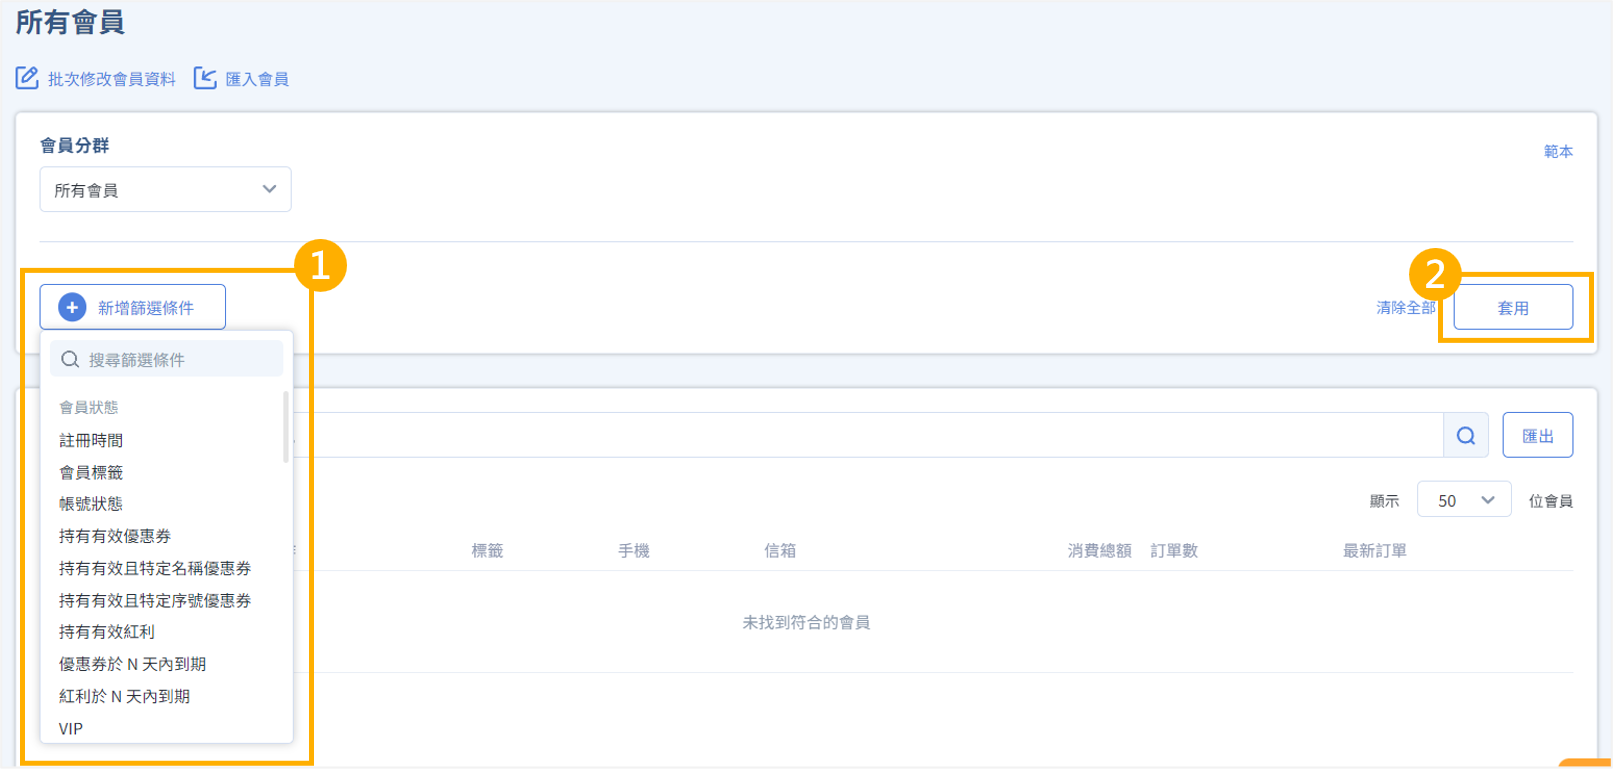 所有會員
批次修改會員資料 匯入會員
會員分群
範本
所有會員
1
2
新增篩選條件
清除全部
套用
搜尋篩選條件
會員狀態
註冊時間
會員標籤
帳號狀態
持有有效優惠券
持有有效且特定名稱優惠券
持有有效且特定序號優惠券
持有有效紅利
優惠券於 N 天內到期
紅利於 N 天內到期
VIP
匯出
顯示 50 位會員
標籤 手機 信箱 消費總額 訂單數 最新訂單
未找到符合的會員